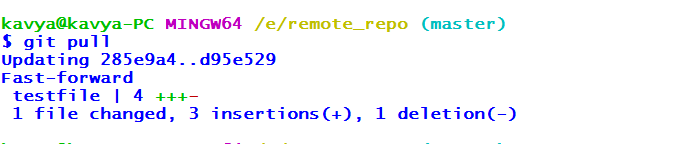 kavya@kavya-PC MINGW64 /e/remote_repo (master)
$ git pull
Updating 285e9a4..d95e529
Fast-forward
 testfile | 4 +++-
 1 file changed, 3 insertions(+), 1 deletion(-)